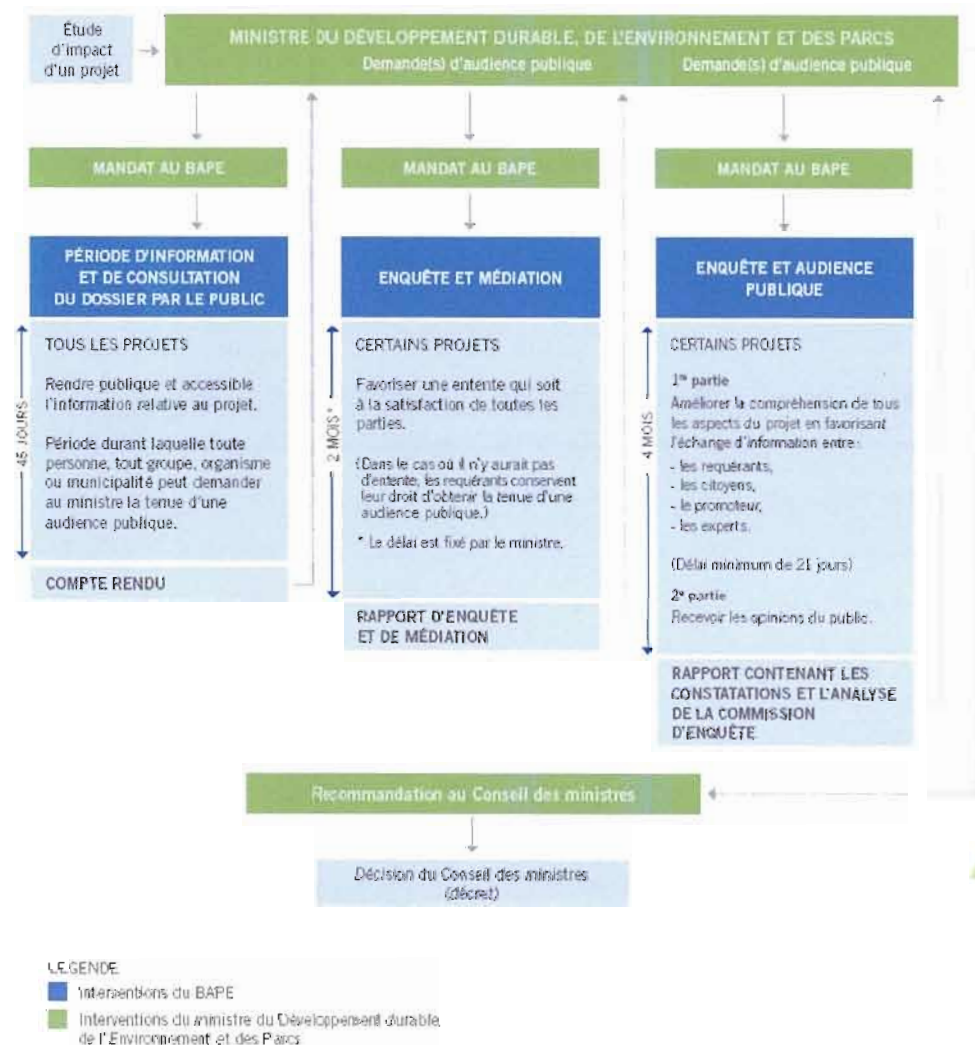 Étude
d'impact
d'un projet
MINISTRE DU DÉVELOPPEMENT DURABLE, DE L'ENVIRONNEMENT ET DES PARCS
Demande(s) d'audience publique
Demande(s) d'audience publique
MANDAT AU BAPE
MANDAT AU BAPE
MANDAT AU BAPE
PÉRIODE D'INFORMATION
ET DE CONSULTATION
DU DOSSIER PAR LE PUBLIC
45 JOURS
TOUS LES PROJETS
Rendre publique et accessible
l'information relative au projet.
Période durant laquelle toute
personne, tout groupe, organisme
ou municipalité peut demander
au ministre la tenue d'une
audience publique.
COMPTE RENDU
ENQUÊTE ET MÉDIATION
2 MOIS*
CERTAINS PROJETS
Favoriser une entente qui soit
à la satisfaction de toutes les
parties.
(Dans le cas où il n'y aurait pas
d'entente, les requérants conservent
leur droit d'obtenir la tenue d'une
audience publique.)
* Le délai est fixé par le ministre.
RAPPORT D'ENQUÊTE
ET DE MÉDIATION
ENQUÊTE ET AUDIENCE
PUBLIQUE
4 MOIS
CERTAINS PROJETS
1re partie
Améliorer la compréhension de tous
les aspects du projet en favorisant
l'échange d'information entre:
- les requérants,
- les citoyens,
- le promoteur,
- les experts.
(Délai minimum de 21 jours)
2e partie
Recevoir les opinions du public.
RAPPORT CONTENANT LES
CONSTATATIONS ET L'ANALYSE
DE LA COMMISSION
D'ENQUÊTE
Recommandation au Conseil des ministres
Décision du Conseil des ministres
(décret)
LÉGENDE
Interventions du BAPE
Interventions du ministre du Développement durable,
de l'Environnement et des Parcs